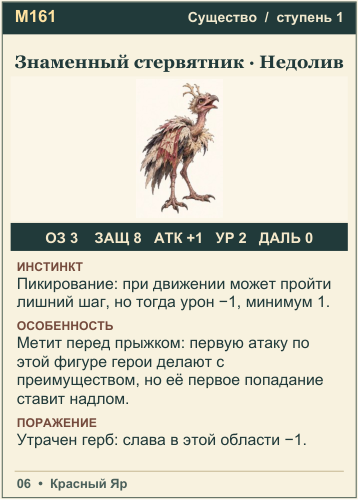 M161
Существо / ступень 1
Знаменный стервятник · Недолив
ОЗ 3 ЗАЩ 8 АТК +1 УР 2 ДАЛЬ 0
ИНСТИНКТ
Пикирование: при движении может пройти
лишний шаг, но тогда урон −1, минимум 1.
ОСОБЕННОСТЬ
Метит перед прыжком: первую атаку по
этой фигуре герои делают с
преимуществом, но её первое попадание
ставит надлом.
ПОРАЖЕНИЕ
Утрачен герб: слава в этой области −1.
06 • Красный Яр